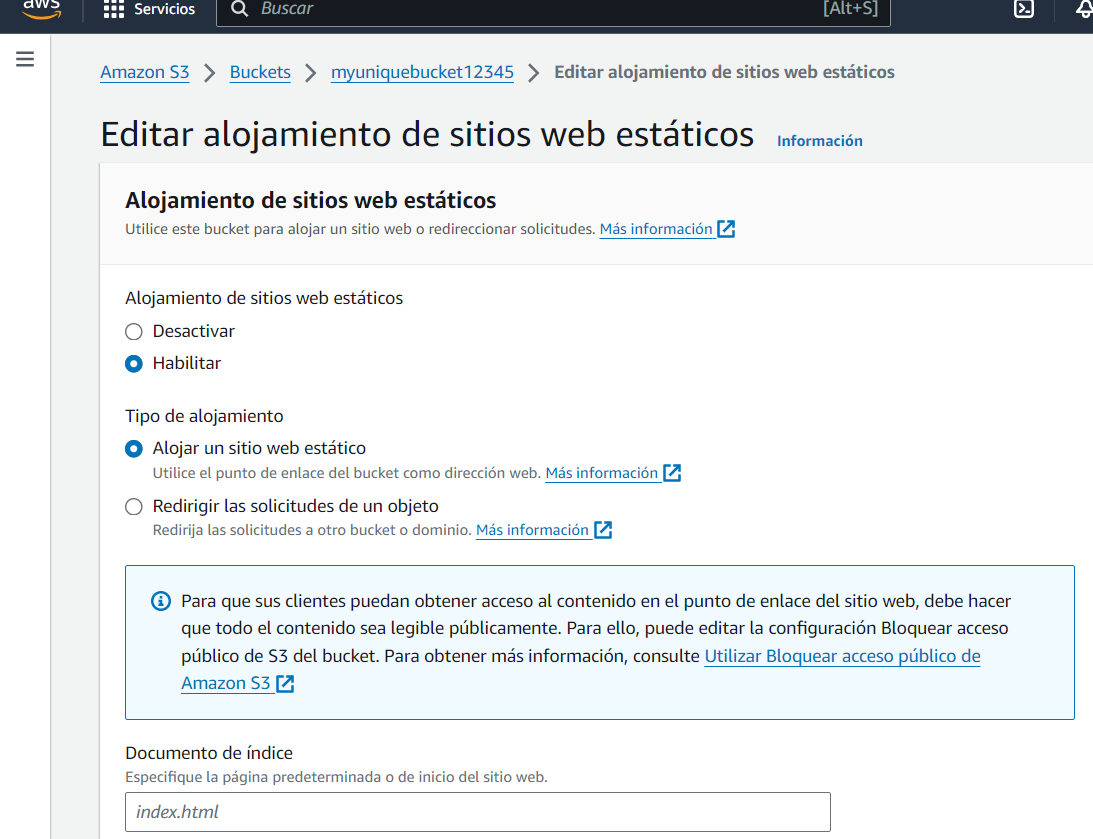 aws
Servicios
Buscar
[Alt+S]
Amazon S3 > Buckets > myuniquebucket12345 > Editar alojamiento de sitios web estáticos
Editar alojamiento de sitios web estáticos Información
Alojamiento de sitios web estáticos
Utilice este bucket para alojar un sitio web o redireccionar solicitudes. Más información
Alojamiento de sitios web estáticos
Desactivar
Habilitar
Tipo de alojamiento
Alojar un sitio web estático
Utilice el punto de enlace del bucket como dirección web. Más información
Redirigir las solicitudes de un objeto
Redirija las solicitudes a otro bucket o dominio. Más información
Para que sus clientes puedan obtener acceso al contenido en el punto de enlace del sitio web, debe hacer
que todo el contenido sea legible públicamente. Para ello, puede editar la configuración Bloquear acceso
público de S3 del bucket. Para obtener más información, consulte Utilizar Bloquear acceso público de
Amazon S3
Documento de índice
Especifique la página predeterminada o de inicio del sitio web.
index.html